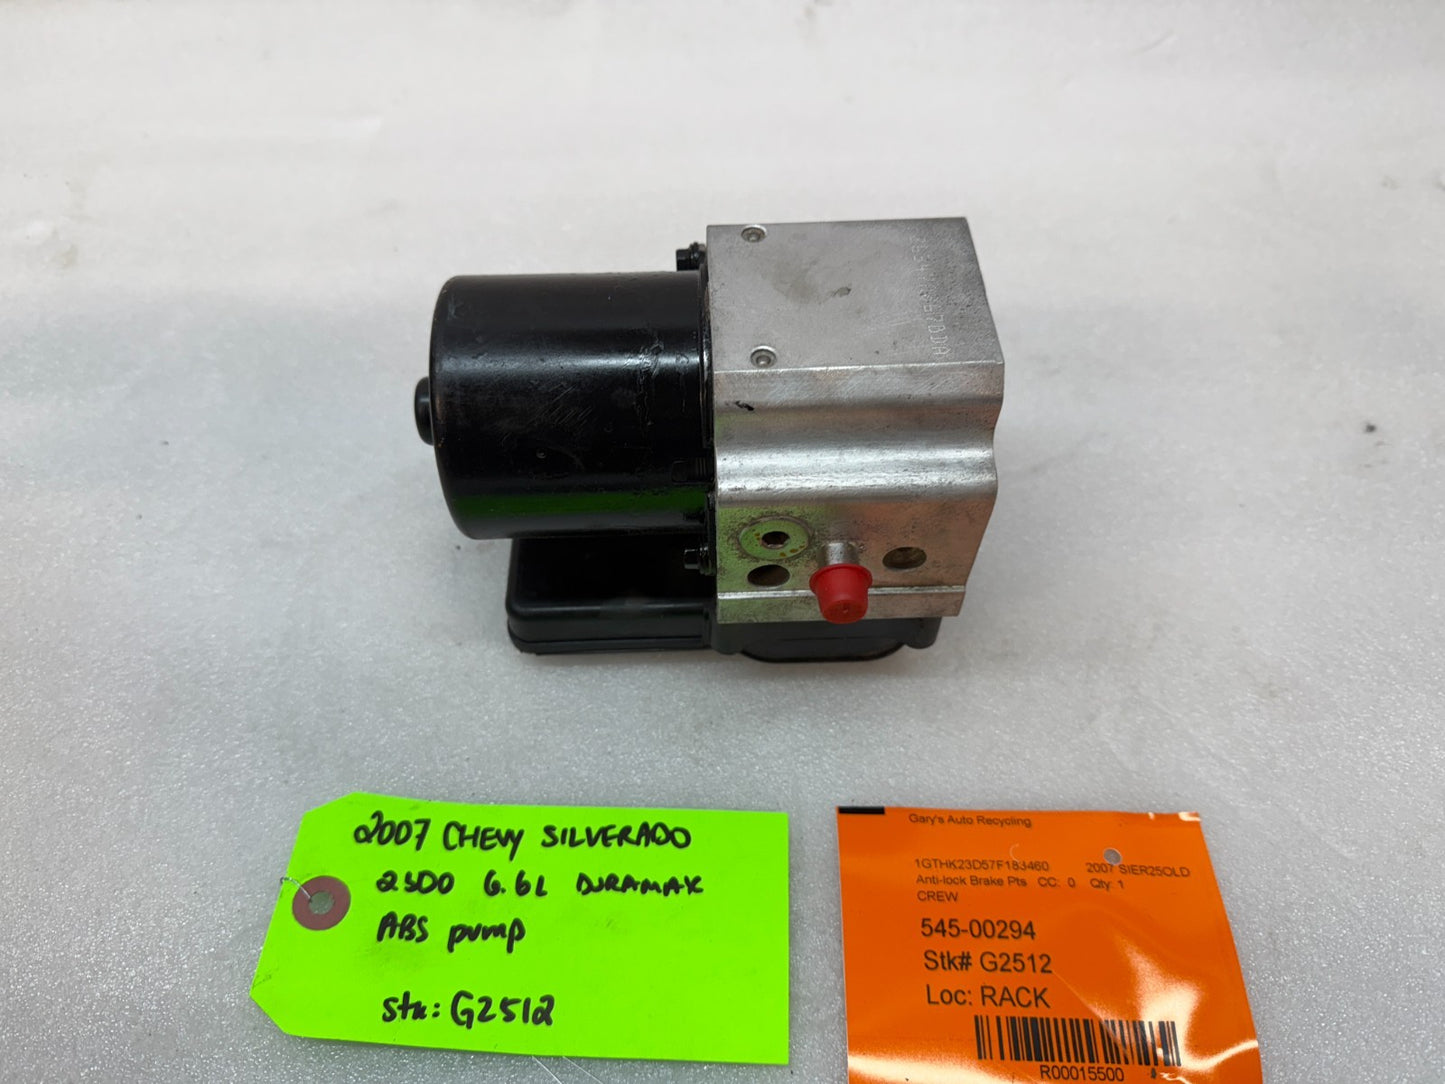 2007 CHEVY SILVERADO
2500 6.6L DURAMAX
ABS pump
stk: G2512
Gary's Auto Recycling
2007 SIER25OLD
Anti-lock Brake Pts CC: 0 Qty: 1
CREW
545-00294
Stk# G2512
Loc: RACK
R00015500